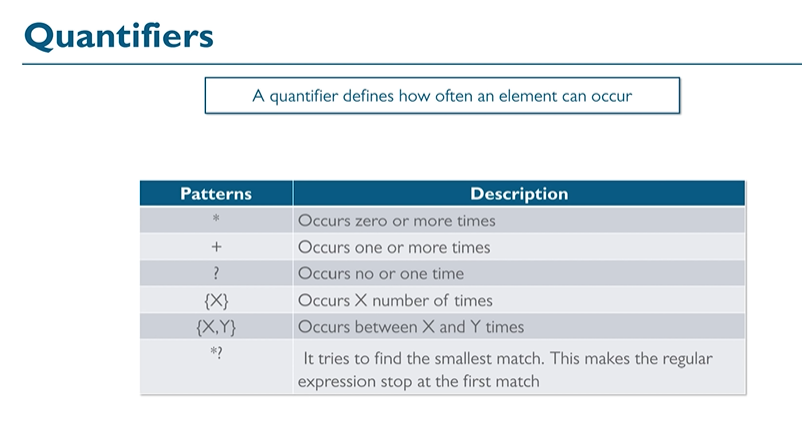 Quantifiers
A quantifier defines how often an element can occur
Patterns Description
* Occurs zero or more times
+ Occurs one or more times
? Occurs no or one time
{X} Occurs X number of times
{X,Y} Occurs between X and Y times
*? It tries to find the smallest match. This makes the regular
expression stop at the first match